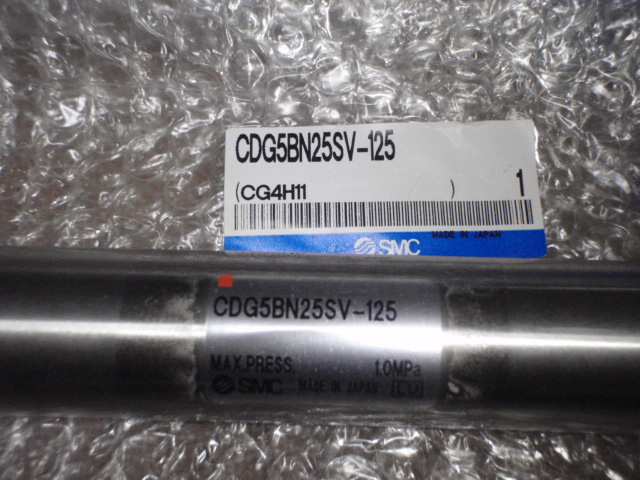 CDG5BN25SV-125
(CG4H11 ) 1
MADE IN JAPAN
SMC
CDG5BN25SV-125
MAX.PRESS. 1.0MPa
SMC MADE IN JAPAN